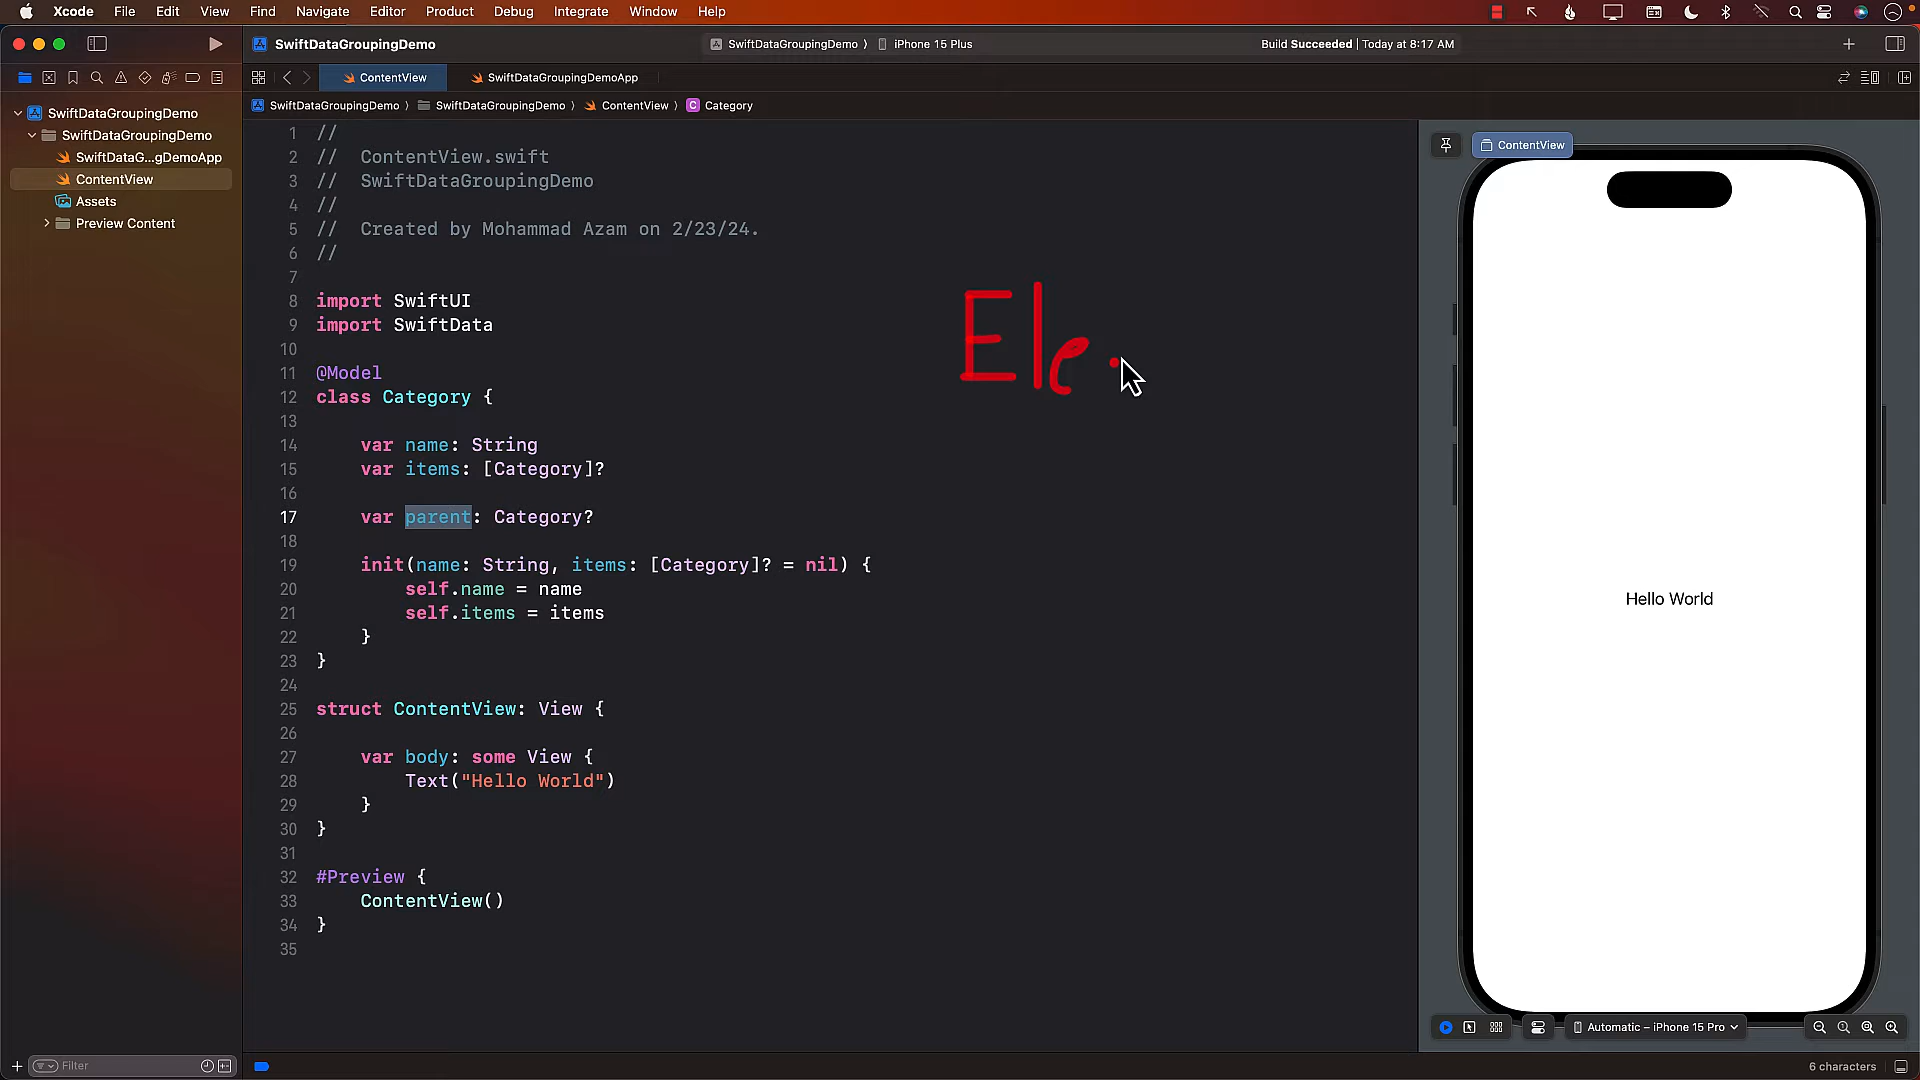 Xcode File Edit View Find Navigate Editor Product Debug Integrate Window Help
SwiftDataGroupingDemo
SwiftDataGroupingDemo iPhone 15 Plus
Build Succeeded | Today at 8:17 AM
ContentView
SwiftDataGroupingDemoApp
SwiftDataGroupingDemo SwiftDataGroupingDemo ContentView C Category
SwiftDataGroupingDemo
SwiftDataGroupingDemo
SwiftDataG...gDemoApp
ContentView
Assets
Preview Content
1 //
2 //  ContentView.swift
3 //  SwiftDataGroupingDemo
4 //
5 //  Created by Mohammad Azam on 2/23/24.
6 //
7
8 import SwiftUI
9 import SwiftData
10
11 @Model
12 class Category {
13
14     var name: String
15     var items: [Category]?
16
17     var parent: Category?
18
19     init(name: String, items: [Category]? = nil) {
20         self.name = name
21         self.items = items
22     }
23 }
24
25 struct ContentView: View {
26
27     var body: some View {
28         Text("Hello World")
29     }
30 }
31
32 #Preview {
33     ContentView()
34 }
35
Ele
ContentView
Hello World
Automatic – iPhone 15 Pro
Filter
6 characters